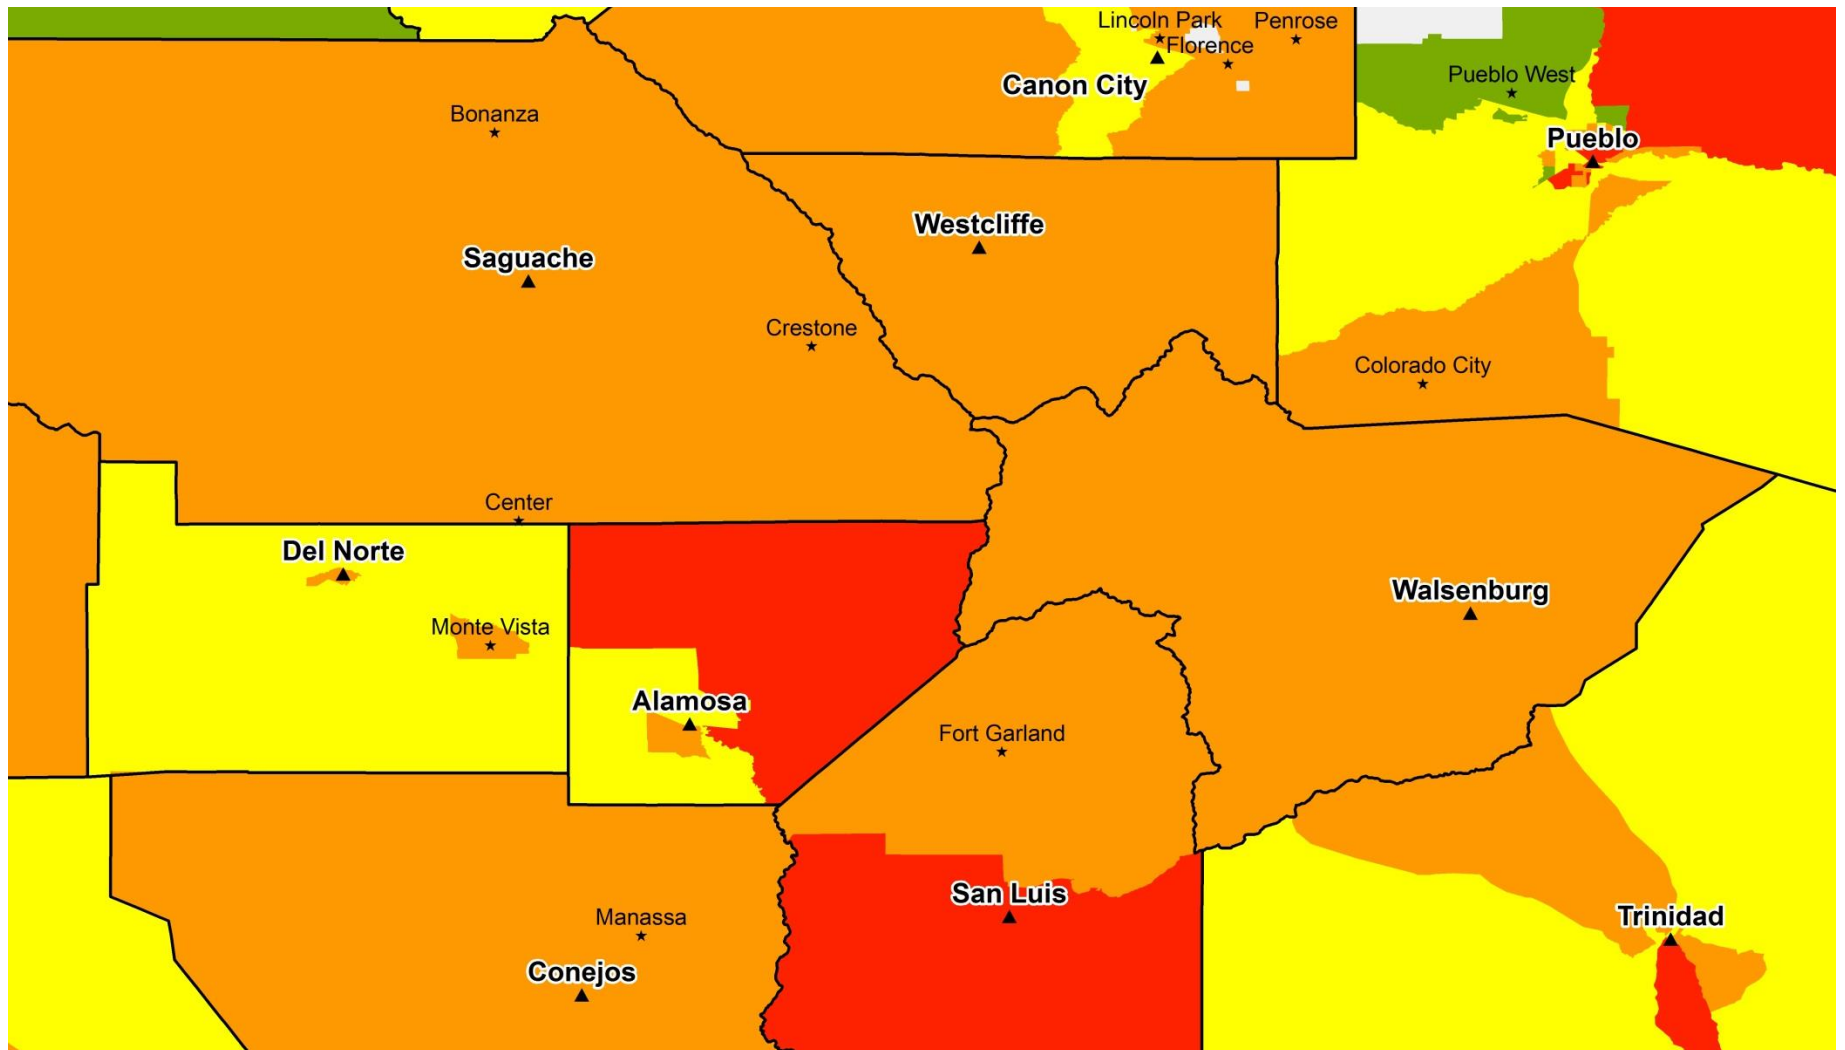 Lincoln Park
Penrose
Florence
Canon City
Pueblo West
Bonanza
Pueblo
Westcliffe
Saguache
Crestone
Colorado City
Center
Del Norte
Walsenburg
Monte Vista
Alamosa
Fort Garland
San Luis
Manassa
Trinidad
Conejos